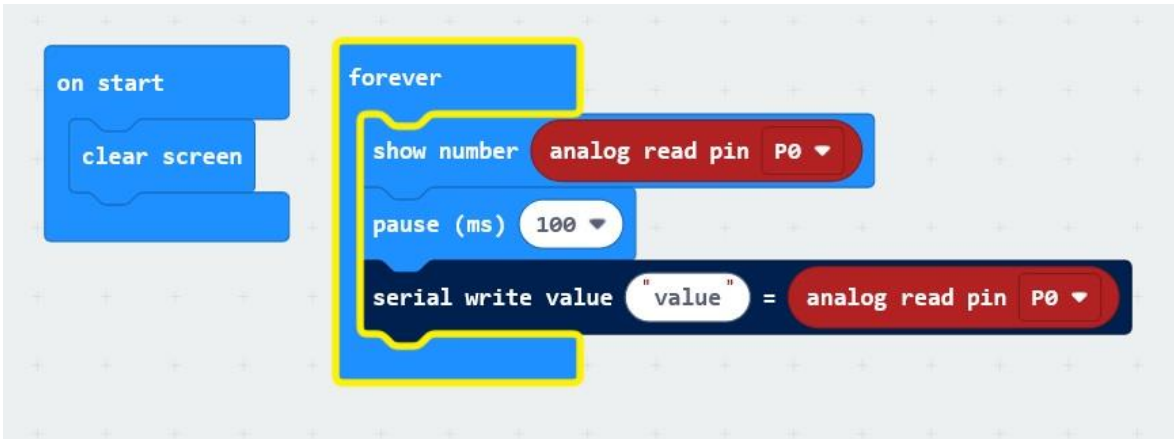 on start
clear screen
forever
show number analog read pin P0
pause (ms) 100
serial write value "value" = analog read pin P0